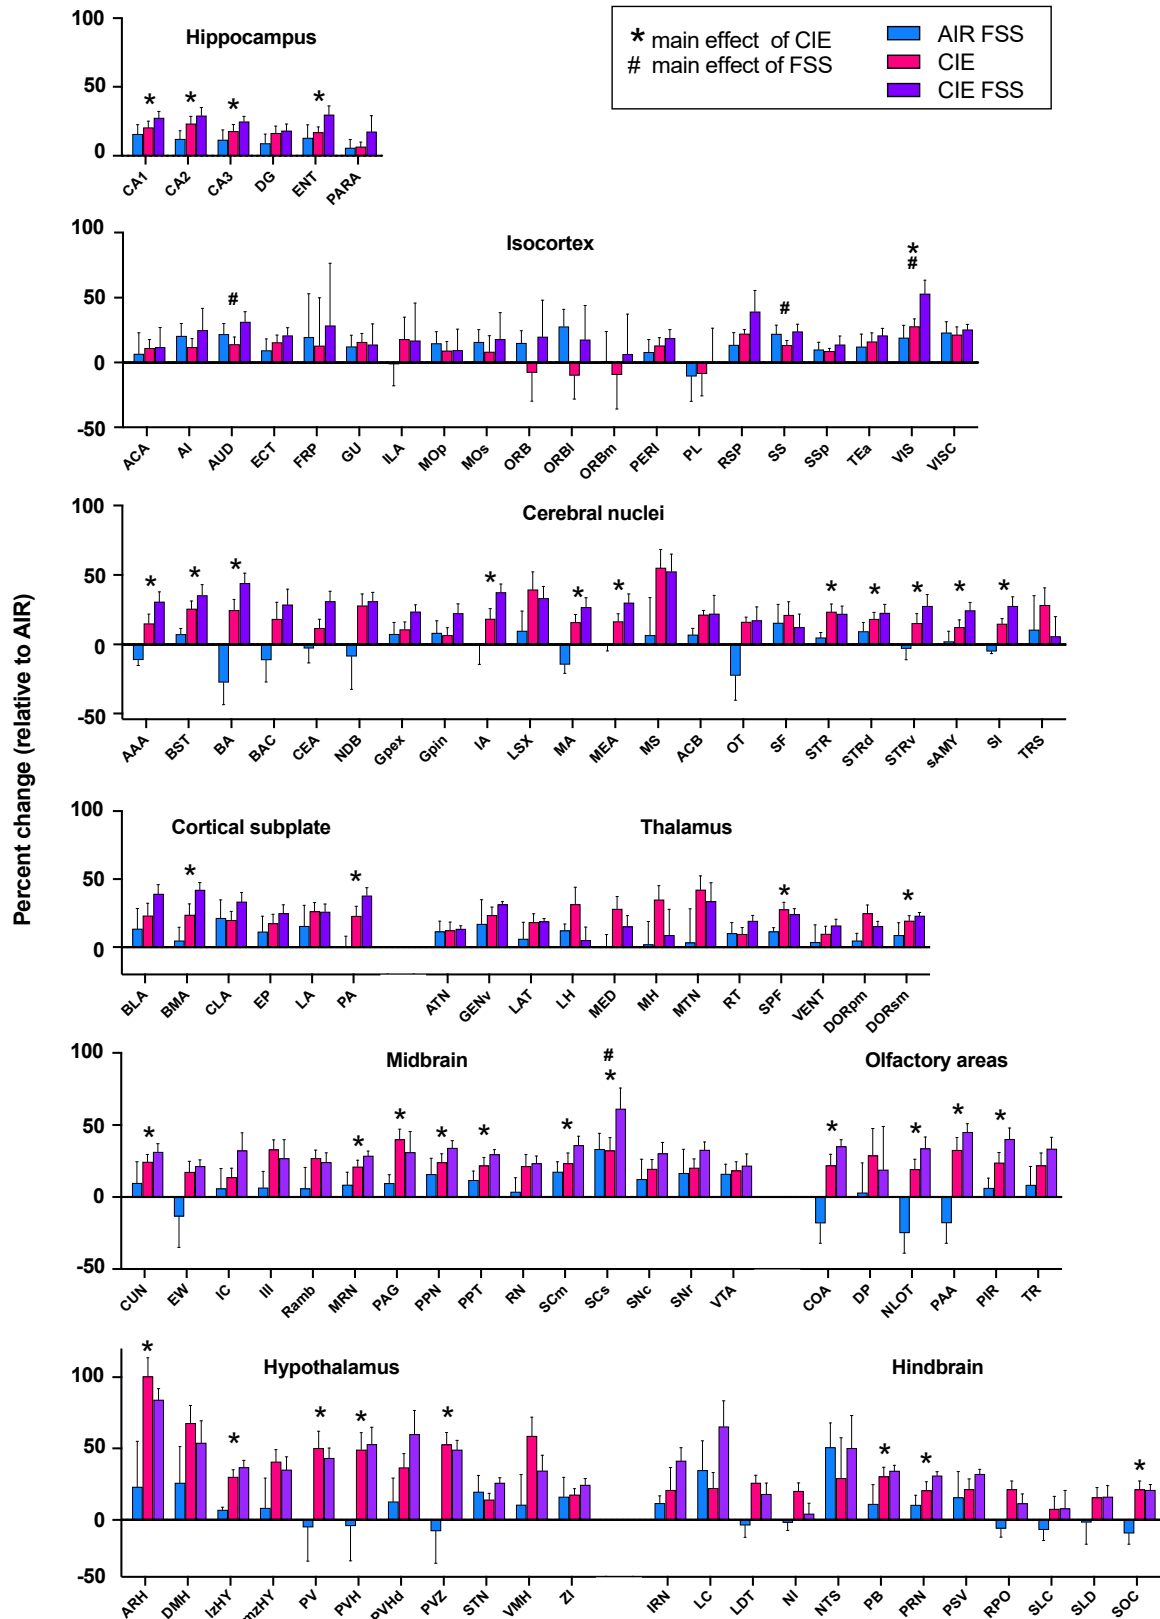 * main effect of CIE
# main effect of FSS
AIR FSS
CIE
CIE FSS
Percent change (relative to AIR)
Hippocampus
100
50
0
* * * *
CA1 CA2 CA3 DG ENT PARA
Isocortex
100
50
0
-50
# # * #
ACA AI AUD ECT FRP GU ILA MOp MOs ORB ORBl ORBm PERI PL RSP SS SSp TEa VIS VISC
Cerebral nuclei
100
50
0
-50
* * * * * * * * * * *
AAA BST BA BAC CEA NDB Gpex Gpin IA LSX MA MEA MS ACB OT SF STR STRd STRv sAMY SI TRS
Cortical subplate Thalamus
100
50
0
* * * *
BLA BMA CLA EP LA PA ATN GENv LAT LH MED MH MTN RT SPF VENT DORpm DORsm
Midbrain Olfactory areas
100
50
0
-50
* * * * * * # * * * * *
CUN EW IC III Ramb MRN PAG PPN PPT RN SCm SCs SNc SNr VTA COA DP NLOT PAA PIR TR
Hypothalamus Hindbrain
100
50
0
-50
* * * * * * * *
ARH DMH lzHY mzHY PV PVH PVHd PVZ STN VMH ZI IRN LC LDT NI NTS PB PRN PSV RPO SLC SLD SOC